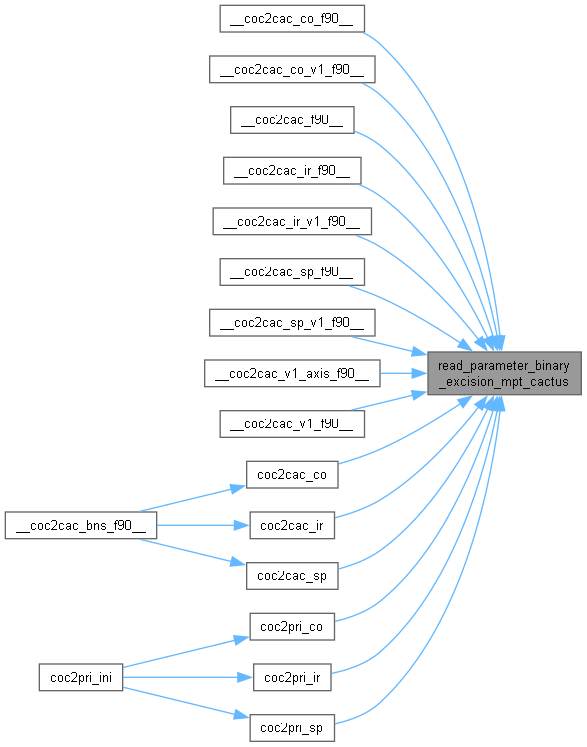 __coc2cac_co_f90__
__coc2cac_co_v1_f90__
__coc2cac_f90__
__coc2cac_ir_f90__
__coc2cac_ir_v1_f90__
__coc2cac_sp_f90__
__coc2cac_sp_v1_f90__
read_parameter_binary
_excision_mpt_cactus
__coc2cac_v1_axis_f90__
__coc2cac_v1_f90__
coc2cac_co
__coc2cac_bns_f90__
coc2cac_ir
coc2cac_sp
coc2pri_co
coc2pri_ini
coc2pri_ir
coc2pri_sp